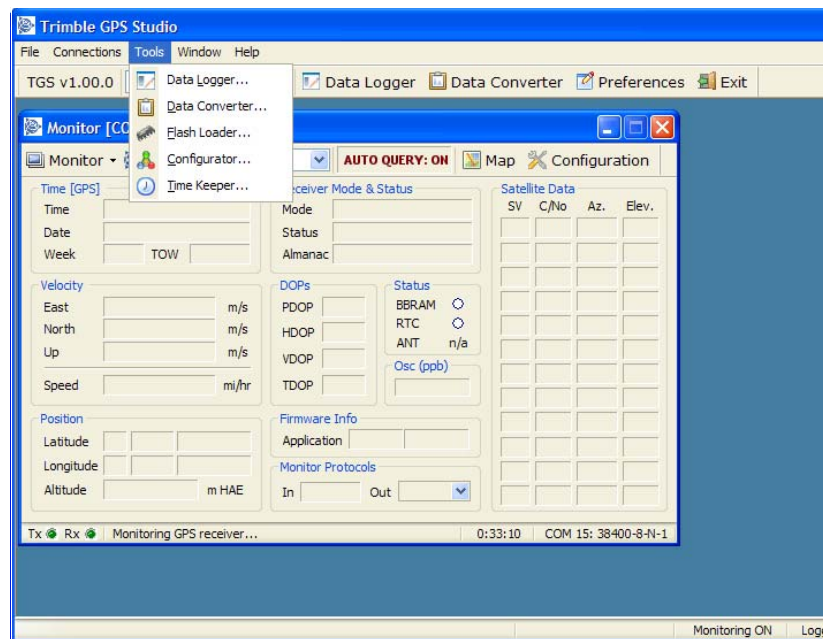 Trimble GPS Studio
File Connections Tools Window Help
TGS v1.00.0 Data Logger Data Converter Preferences Exit
Data Logger...
Data Converter...
Flash Loader...
Configurator...
Time Keeper...
Monitor [CO
Monitor AUTO QUERY: ON Map Configuration
Time [GPS]
Time
Date
Week TOW
eceiver Mode & Status
Mode
Status
Almanac
Satellite Data
SV C/No Az. Elev.
Velocity
East m/s
North m/s
Up m/s
Speed mi/hr
DOPs
PDOP
HDOP
VDOP
TDOP
Status
BBRAM
RTC
ANT n/a
Osc (ppb)
Position
Latitude
Longitude
Altitude m HAE
Firmware Info
Application
Monitor Protocols
In Out
Tx Rx Monitoring GPS receiver... 0:33:10 COM 15: 38400-8-N-1
Monitoring ON